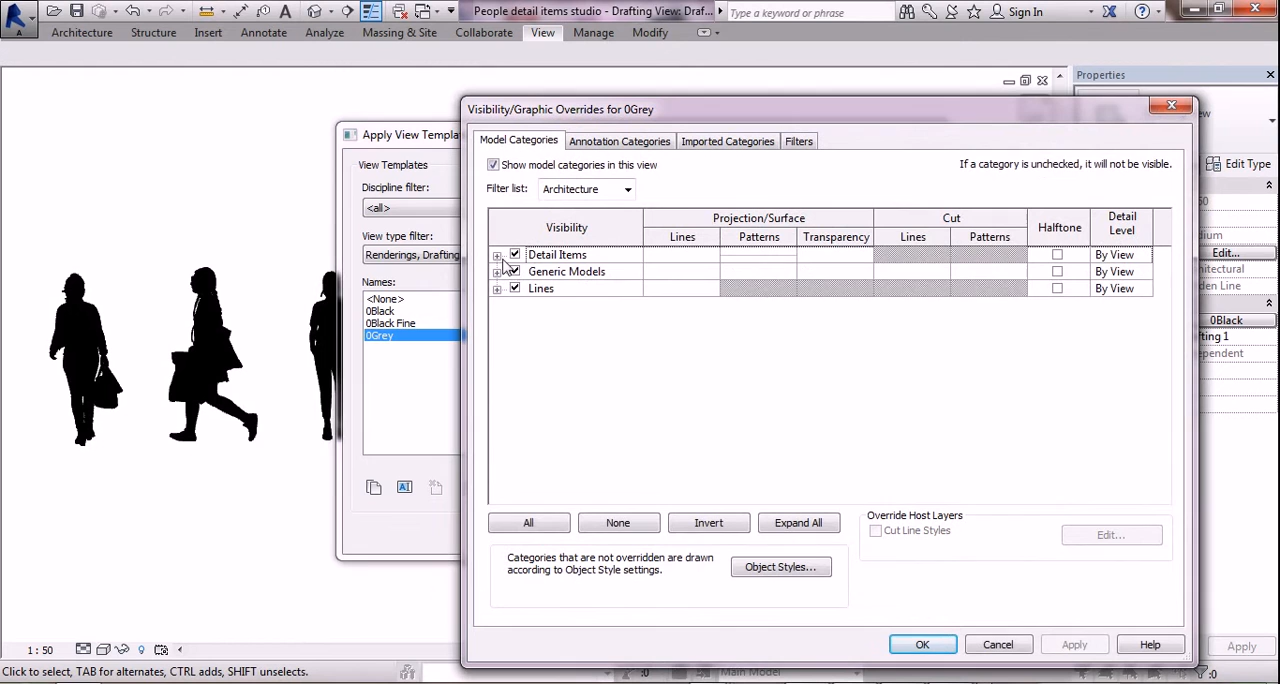 People detail items studio - Drafting View: Draf...
Type a keyword or phrase
Sign In
Architecture
Structure
Insert
Annotate
Analyze
Massing & Site
Collaborate
View
Manage
Modify
Properties
Edit Type
Edit...
0Black
Apply View Templa
View Templates
Discipline filter:
<all>
View type filter:
Renderings, Drafting
Names:
<None>
0Black
0Black Fine
0Grey
Visibility/Graphic Overrides for 0Grey
Model Categories
Annotation Categories
Imported Categories
Filters
Show model categories in this view
If a category is unchecked, it will not be visible.
Filter list:
Architecture
Visibility
Projection/Surface
Cut
Halftone
Detail Level
Lines
Patterns
Transparency
Lines
Patterns
Detail Items
By View
Generic Models
By View
Lines
By View
All
None
Invert
Expand All
Override Host Layers
Cut Line Styles
Edit...
Categories that are not overridden are drawn
according to Object Style settings.
Object Styles...
OK
Cancel
Apply
Help
Apply
1 : 50
Click to select, TAB for alternates, CTRL adds, SHIFT unselects.
:0
Main Model
:0